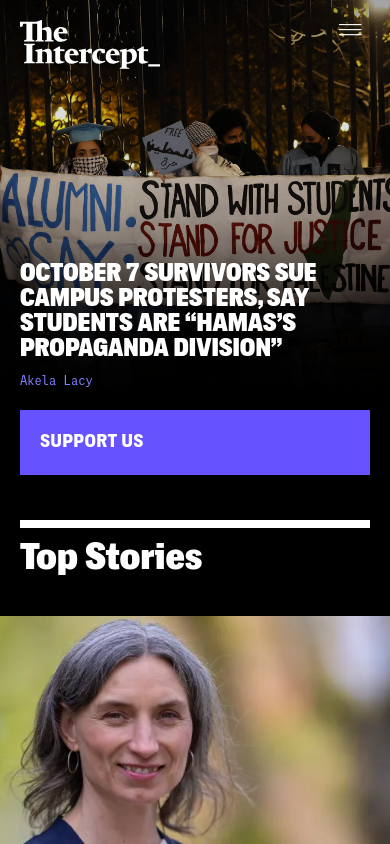 The
Intercept_
FREE
ALUMNI. STAND WITH STUDENTS
SAY. STAND FOR JUSTICE
PALESTINE
OCTOBER 7 SURVIVORS SUE
CAMPUS PROTESTERS, SAY
STUDENTS ARE “HAMAS’S
PROPAGANDA DIVISION”
Akela Lacy
SUPPORT US
Top Stories